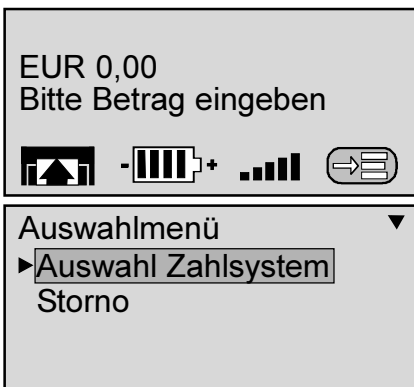 EUR 0,00
Bitte Betrag eingeben
Auswahlmenü
Auswahl Zahlsystem
Storno